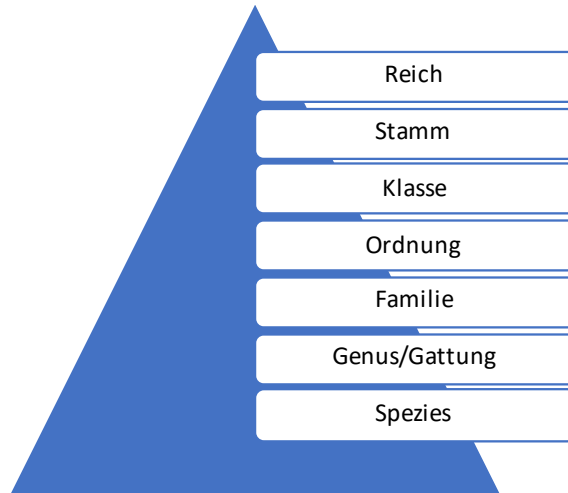 Reich
Stamm
Klasse
Ordnung
Familie
Genus/Gattung
Spezies